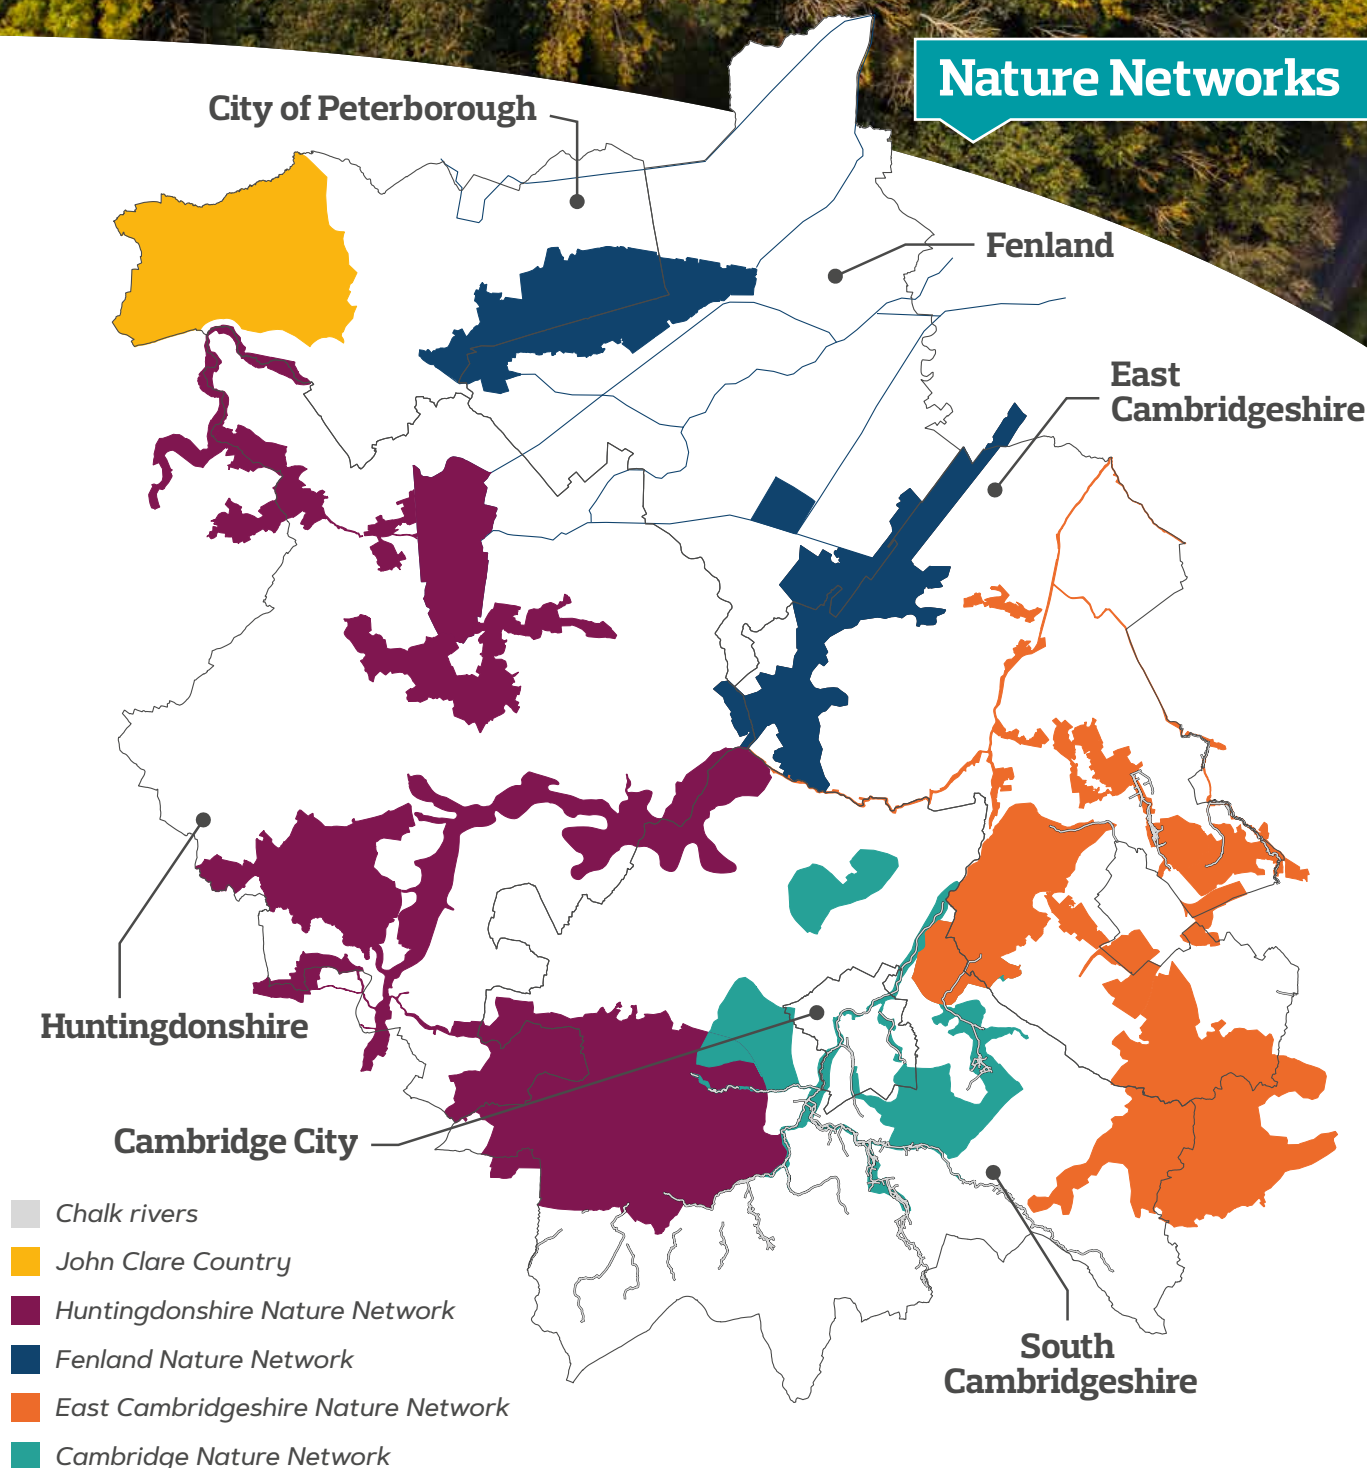 Nature Networks
City of Peterborough
Fenland
East
Cambridgeshire
Huntingdonshire
Cambridge City
South
Cambridgeshire
Chalk rivers
John Clare Country
Huntingdonshire Nature Network
Fenland Nature Network
East Cambridgeshire Nature Network
Cambridge Nature Network